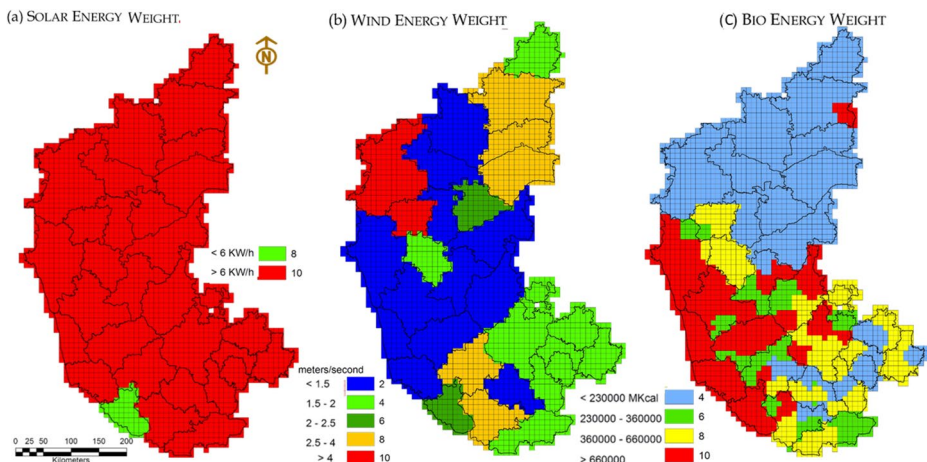 (a) SOLAR ENERGY WEIGHT.
(b) WIND ENERGY WEIGHT
(C) BIO ENERGY WEIGHT
N
< 6 KW/h 8
> 6 KW/h 10
meters/second
< 1.5 2
1.5 - 2 4
2 - 2.5 6
2.5 - 4 8
> 4 10
< 230000 MKcal 4
230000 - 360000 6
360000 - 660000 8
> 660000 10
0 25 50 100 150 200
Kilometers